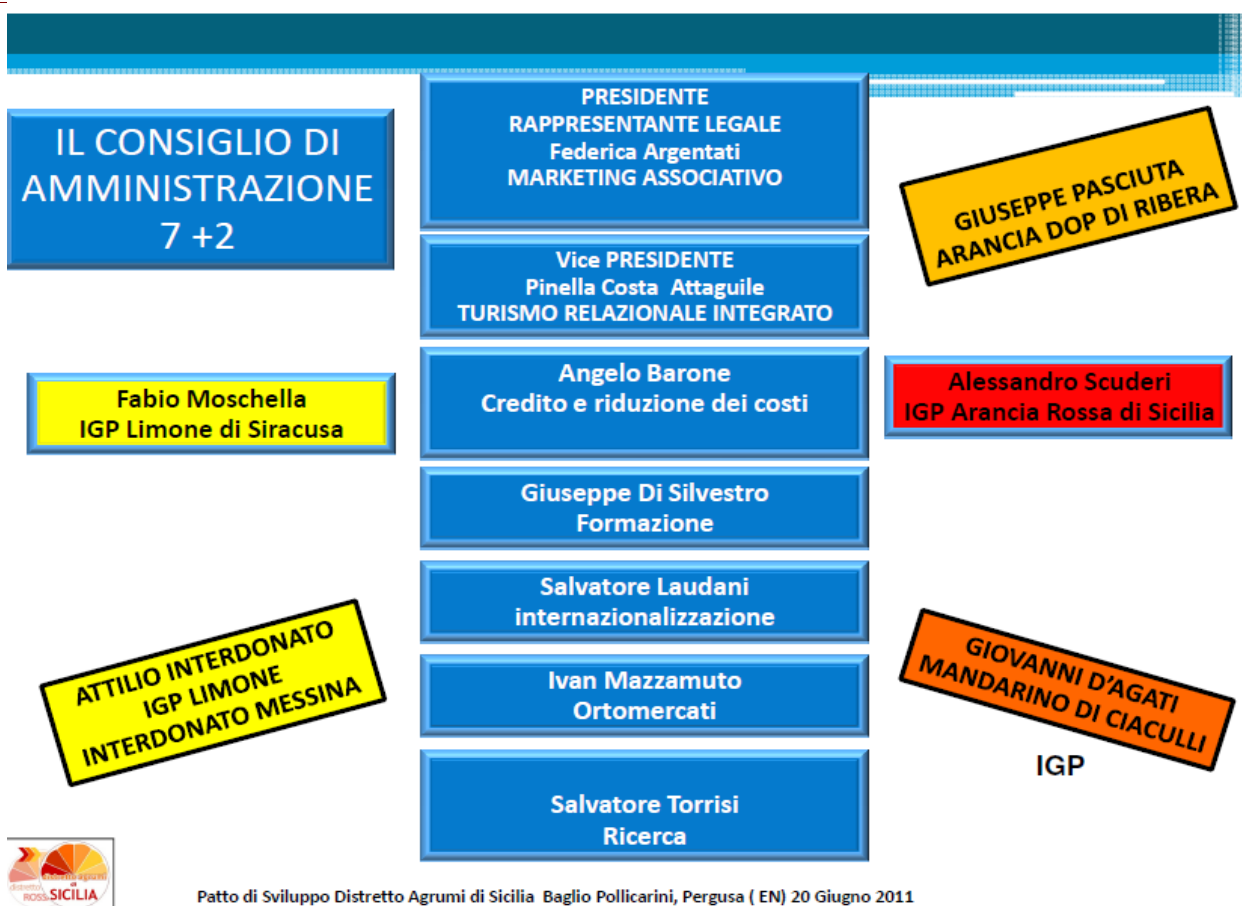 IL CONSIGLIO DI
AMMINISTRAZIONE
7 +2
PRESIDENTE
RAPPRESENTANTE LEGALE
Federica Argentati
MARKETING ASSOCIATIVO
GIUSEPPE PASCIUTA
ARANCIA DOP DI RIBERA
Vice PRESIDENTE
Pinella Costa Attaguile
TURISMO RELAZIONALE INTEGRATO
Fabio Moschella
IGP Limone di Siracusa
Angelo Barone
Credito e riduzione dei costi
Alessandro Scuderi
IGP Arancia Rossa di Sicilia
Giuseppe Di Silvestro
Formazione
Salvatore Laudani
internazionalizzazione
ATTILIO INTERDONATO
IGP LIMONE
INTERDONATO MESSINA
Ivan Mazzamuto
Ortomercati
GIOVANNI D'AGATI
MANDARINO DI CIACULLI
IGP
Salvatore Torrisi
Ricerca
distretto agrumi
di
SICILIA
Patto di Sviluppo Distretto Agrumi di Sicilia Baglio Pollicarini, Pergusa ( EN) 20 Giugno 2011